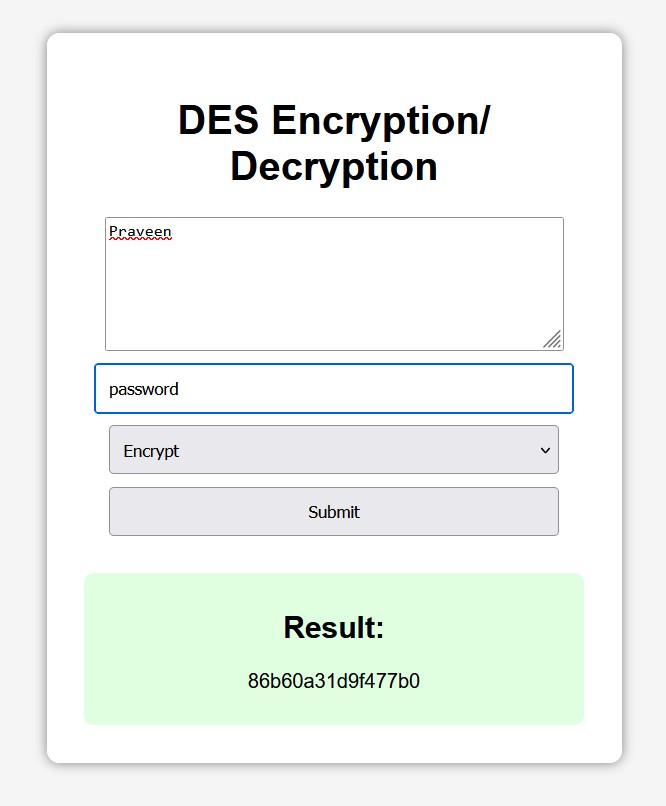 DES Encryption/
Decryption
Praveen
password
Encrypt
Submit
Result:
86b60a31d9f477b0